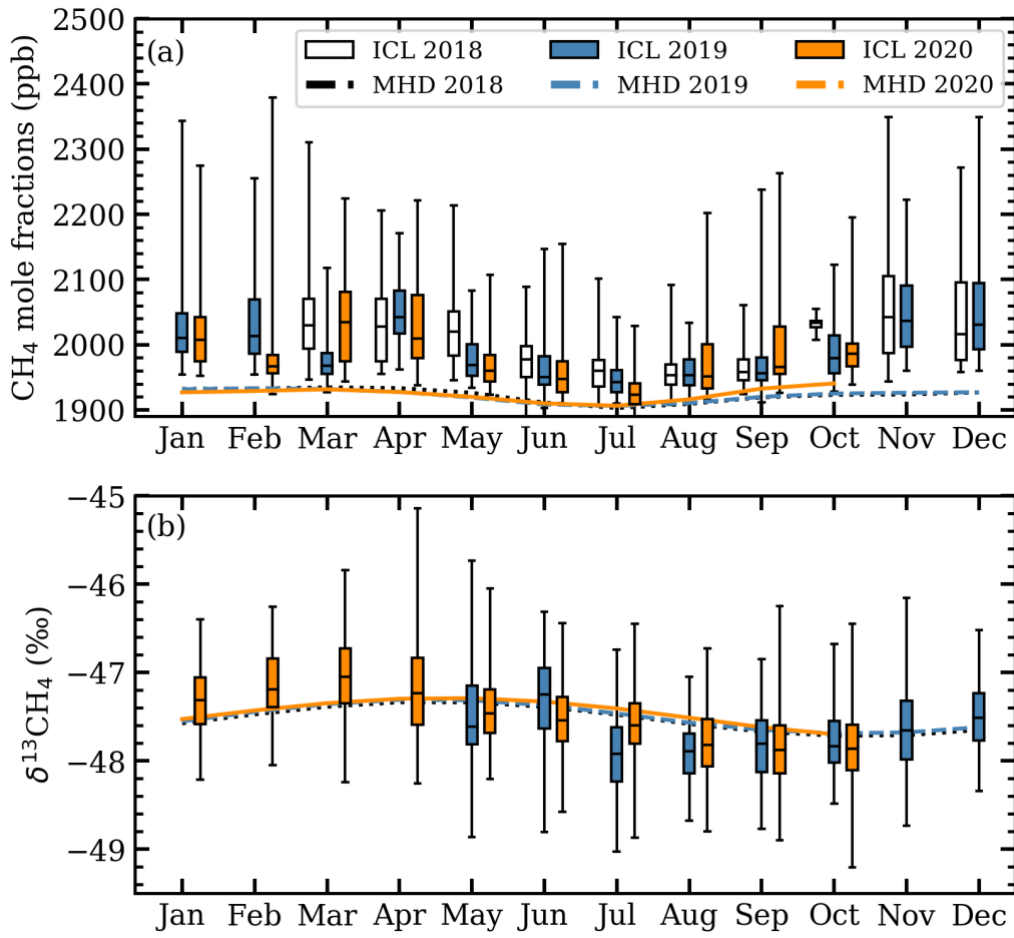 (a)
ICL 2018 ICL 2019 ICL 2020
MHD 2018 MHD 2019 MHD 2020
CH₄ mole fractions (ppb)
2500
2400
2300
2200
2100
2000
1900
Jan Feb Mar Apr May Jun Jul Aug Sep Oct Nov Dec
(b)
δ¹³CH₄ (‰)
−45
−46
−47
−48
−49
Jan Feb Mar Apr May Jun Jul Aug Sep Oct Nov Dec